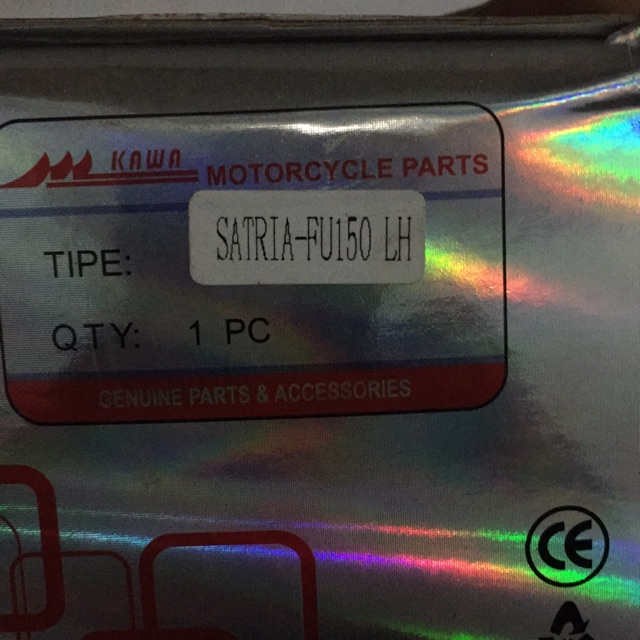 KAWA MOTORCYCLE PARTS
TIPE: SATRIA-FU150 LH
QTY: 1 PC
GENUINE PARTS & ACCESSORIES
CE